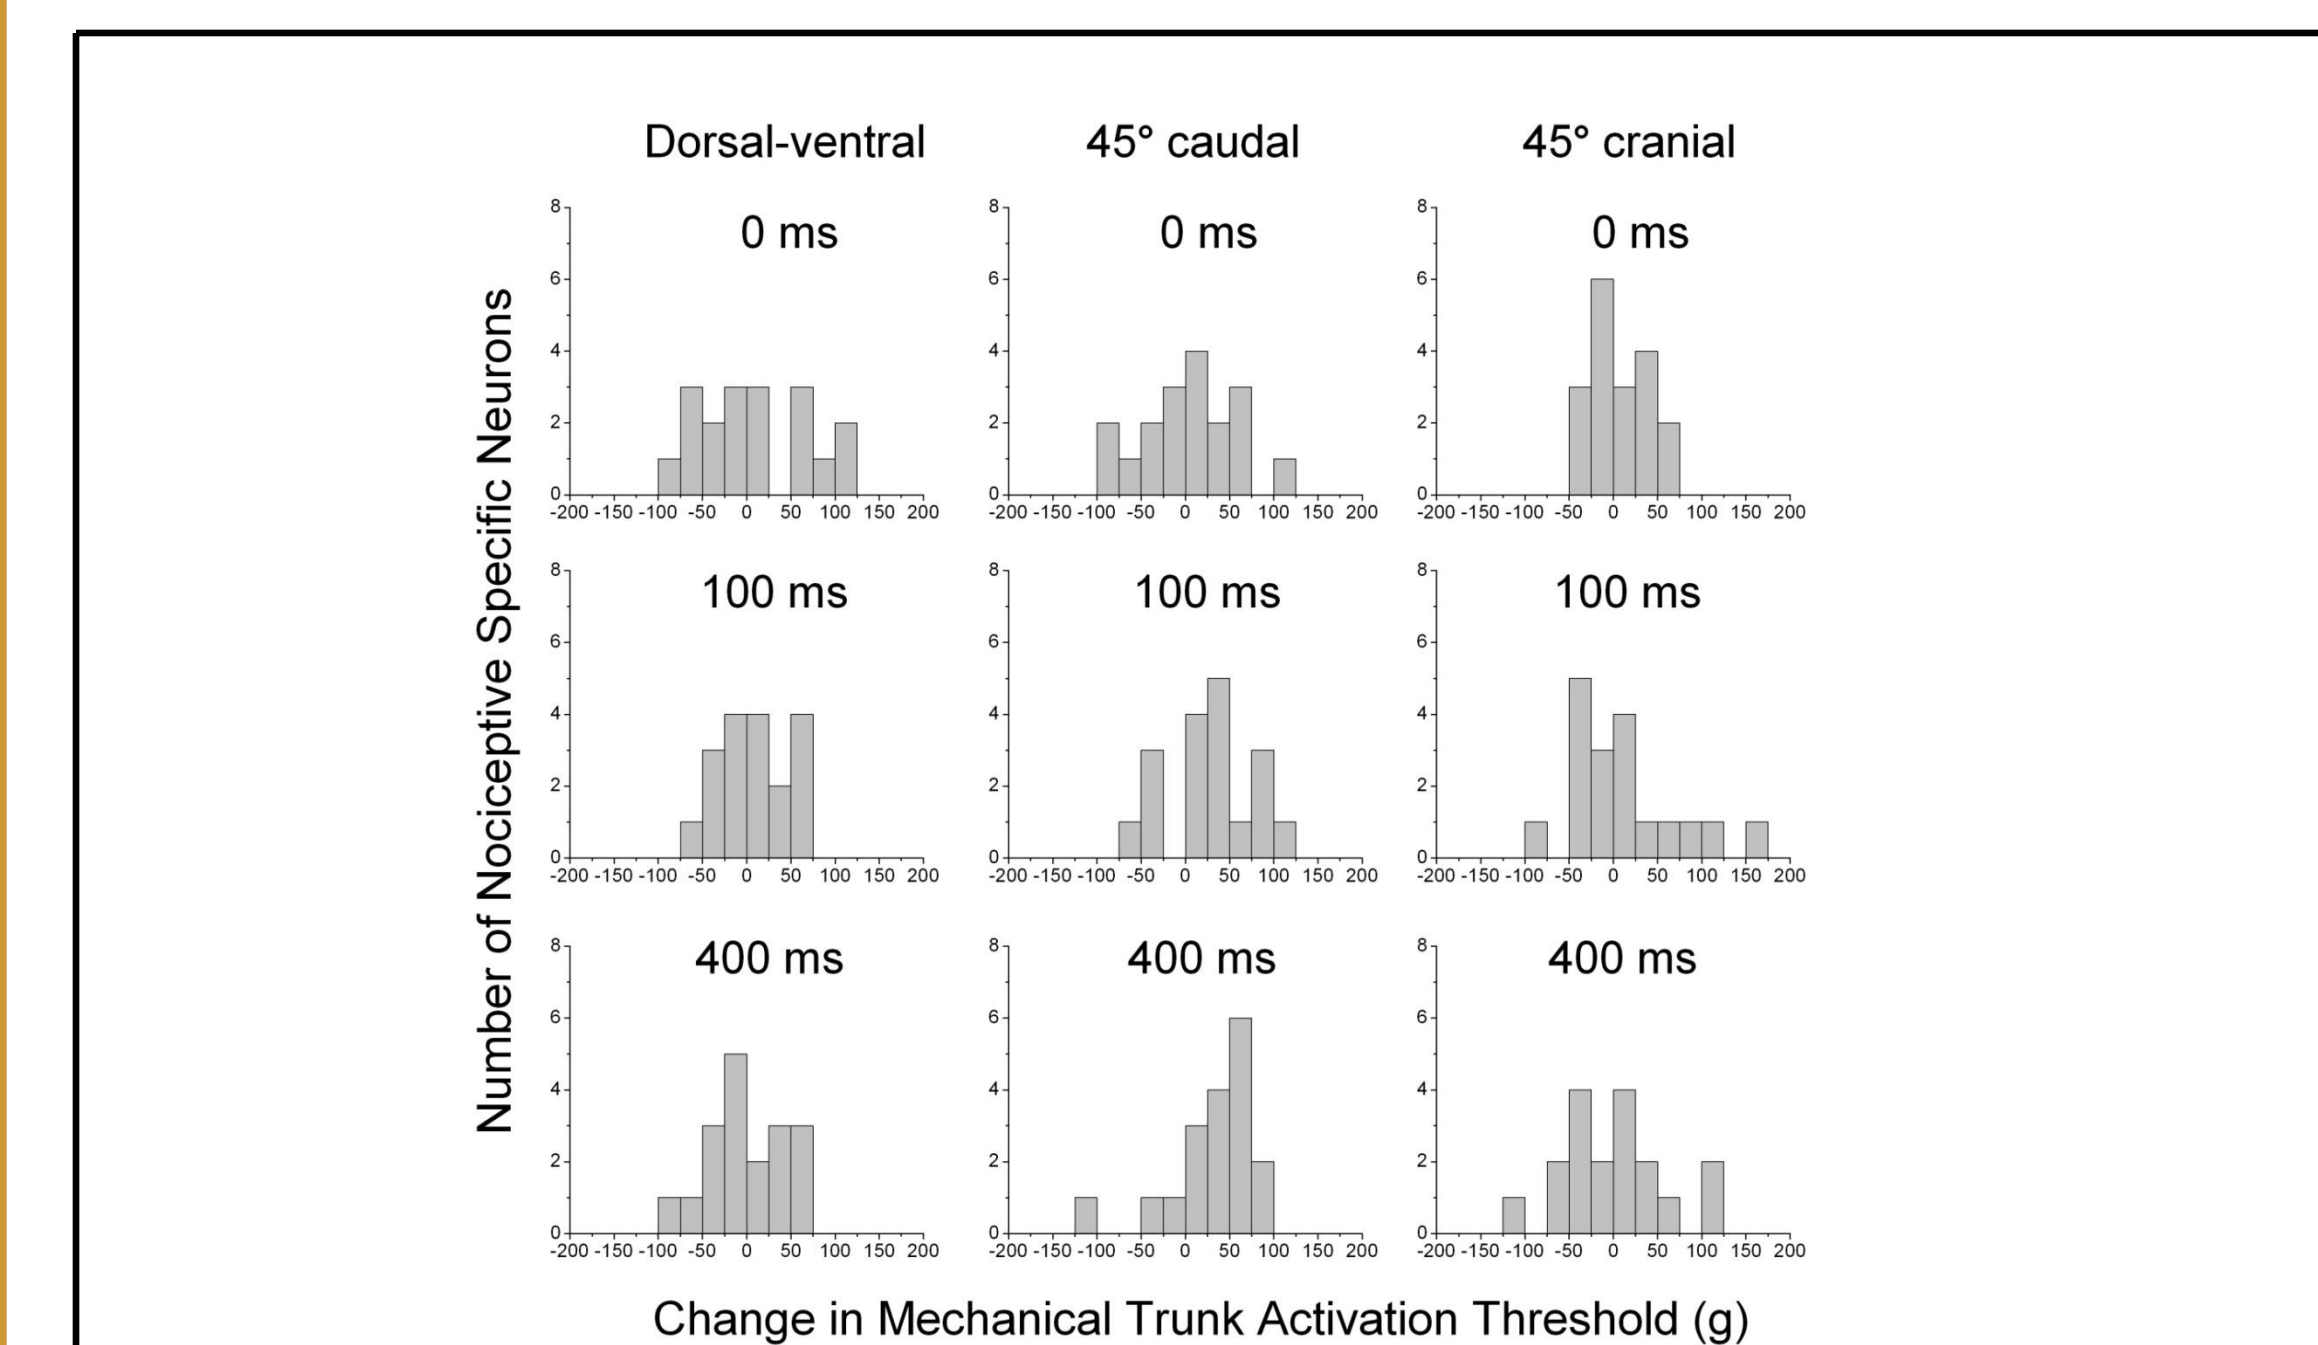 Dorsal-ventral 45° caudal 45° cranial
0 ms 0 ms 0 ms
8 8 8
6 6 6
4 4 4
2 2 2
0 0 0
-200 -150 -100 -50 0 50 100 150 200 -200 -150 -100 -50 0 50 100 150 200 -200 -150 -100 -50 0 50 100 150 200
Number of Nociceptive Specific Neurons
100 ms 100 ms 100 ms
8 8 8
6 6 6
4 4 4
2 2 2
0 0 0
-200 -150 -100 -50 0 50 100 150 200 -200 -150 -100 -50 0 50 100 150 200 -200 -150 -100 -50 0 50 100 150 200
400 ms 400 ms 400 ms
8 8 8
6 6 6
4 4 4
2 2 2
0 0 0
-200 -150 -100 -50 0 50 100 150 200 -200 -150 -100 -50 0 50 100 150 200 -200 -150 -100 -50 0 50 100 150 200
Change in Mechanical Trunk Activation Threshold (g)